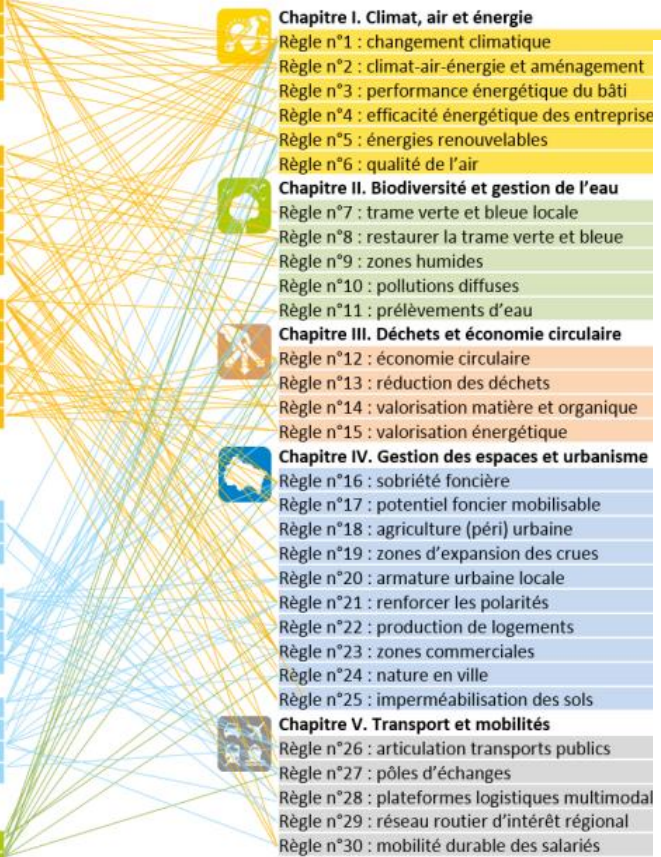 Chapitre I. Climat, air et énergie
Règle n°1 : changement climatique
Règle n°2 : climat-air-énergie et aménagement
Règle n°3 : performance énergétique du bâti
Règle n°4 : efficacité énergétique des entreprise
Règle n°5 : énergies renouvelables
Règle n°6 : qualité de l'air
Chapitre II. Biodiversité et gestion de l'eau
Règle n°7 : trame verte et bleue locale
Règle n°8 : restaurer la trame verte et bleue
Règle n°9 : zones humides
Règle n°10 : pollutions diffuses
Règle n°11 : prélèvements d'eau
Chapitre III. Déchets et économie circulaire
Règle n°12 : économie circulaire
Règle n°13 : réduction des déchets
Règle n°14 : valorisation matière et organique
Règle n°15 : valorisation énergétique
Chapitre IV. Gestion des espaces et urbanisme
Règle n°16 : sobriété foncière
Règle n°17 : potentiel foncier mobilisable
Règle n°18 : agriculture (péri) urbaine
Règle n°19 : zones d'expansion des crues
Règle n°20 : armature urbaine locale
Règle n°21 : renforcer les polarités
Règle n°22 : production de logements
Règle n°23 : zones commerciales
Règle n°24 : nature en ville
Règle n°25 : imperméabilisation des sols
Chapitre V. Transport et mobilités
Règle n°26 : articulation transports publics
Règle n°27 : pôles d'échanges
Règle n°28 : plateformes logistiques multimodal
Règle n°29 : réseau routier d'intérêt régional
Règle n°30 : mobilité durable des salariés